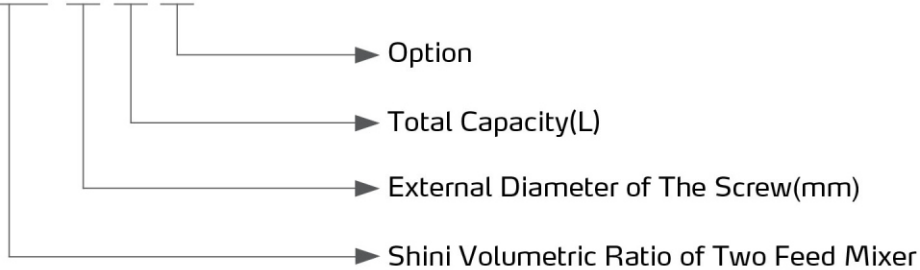 Option
Total Capacity(L)
External Diameter of The Screw(mm)
Shini Volumetric Ratio of Two Feed Mixer